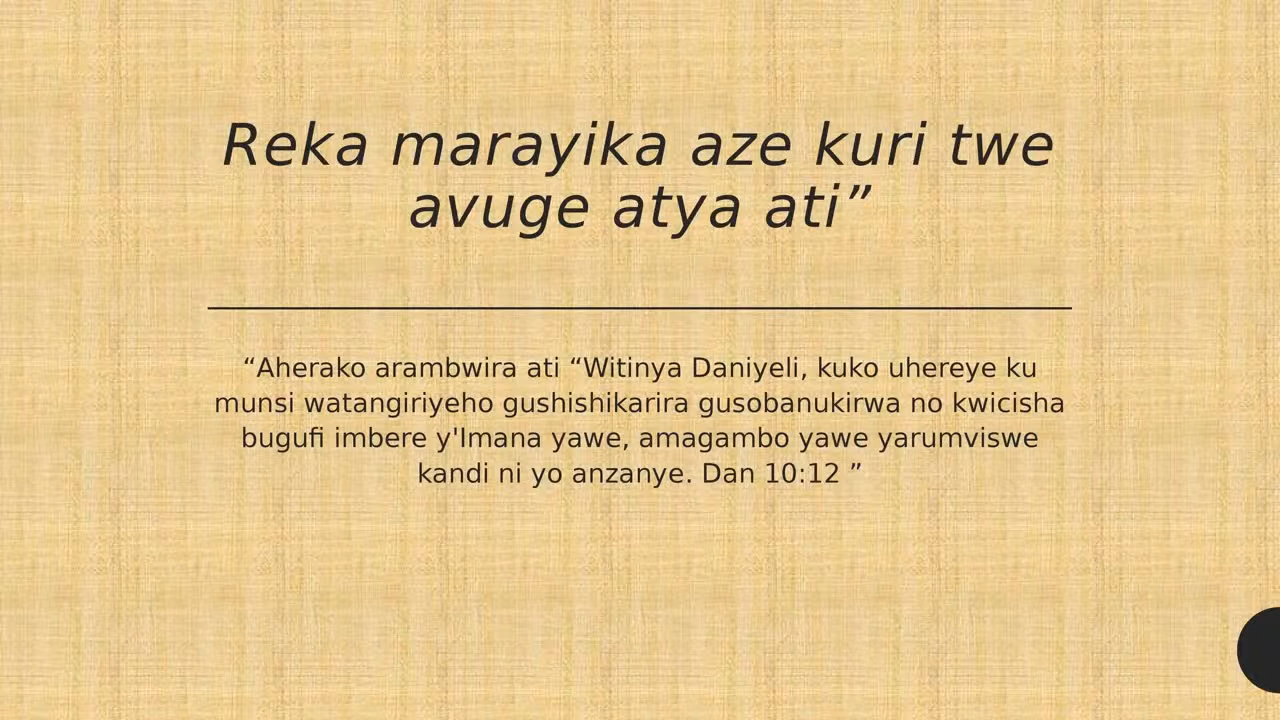 Reka marayika aze kuri twe
avuge atya ati”
“Aherako arambwira ati “Witinya Daniyeli, kuko uhereye ku
munsi watangiriyeho gushishikarira gusobanukirwa no kwicisha
bugufi imbere y'Imana yawe, amagambo yawe yarumviswe
kandi ni yo anzanye. Dan 10:12 ”